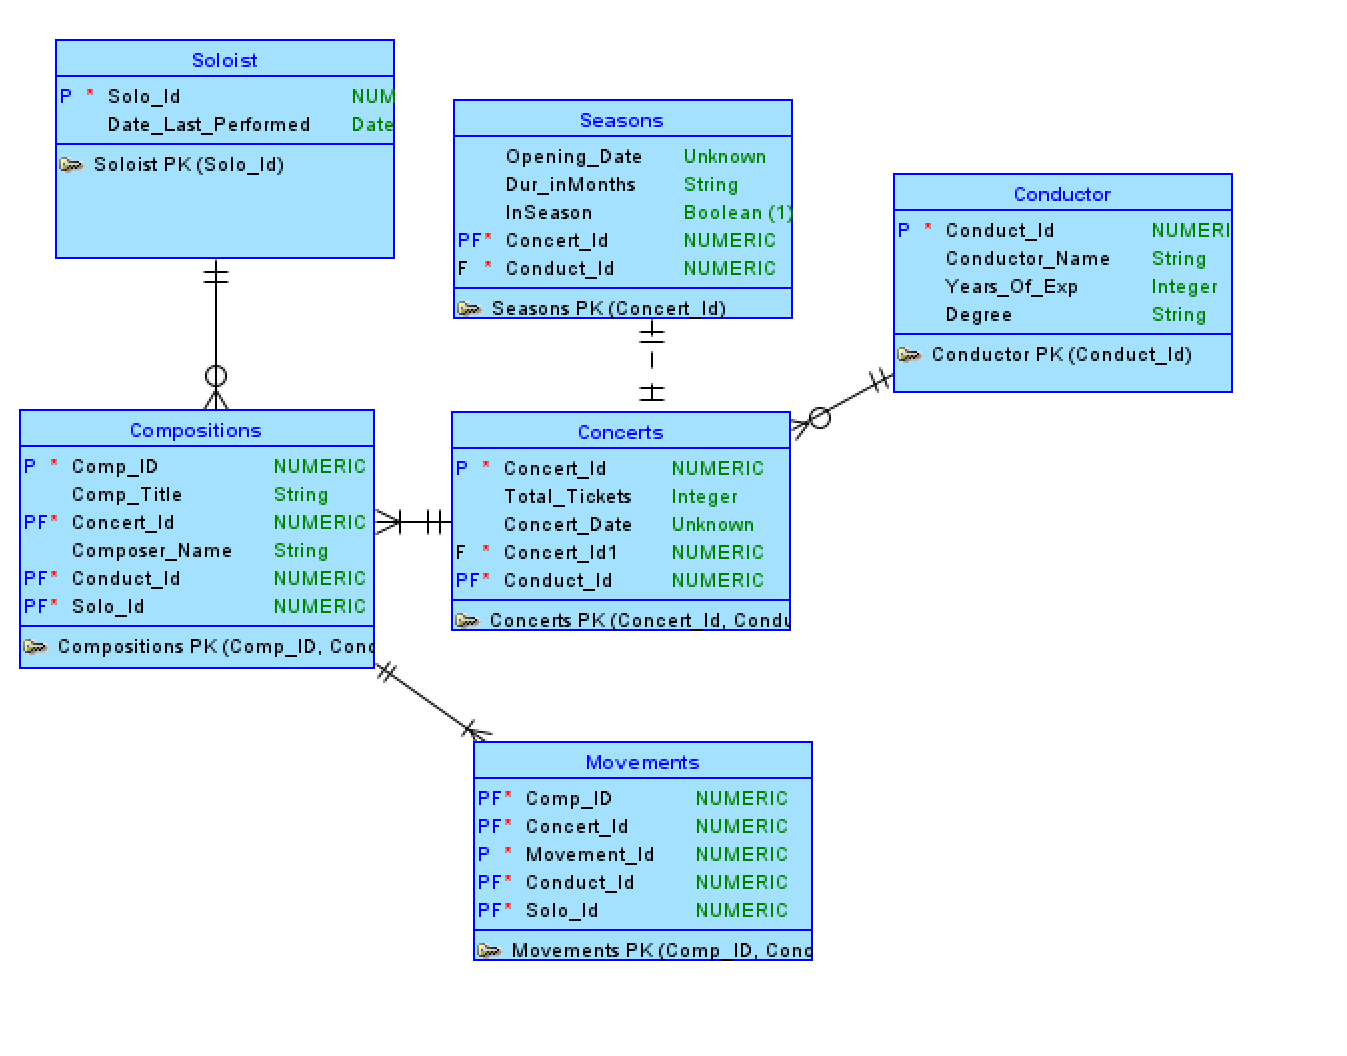 Soloist
P * Solo_Id NUM
Date_Last_Performed Date
Soloist PK (Solo_Id)
Seasons
Opening_Date Unknown
Dur_inMonths String
InSeason Boolean (1)
PF* Concert_Id NUMERIC
F * Conduct_Id NUMERIC
Seasons PK (Concert_Id)
Conductor
P * Conduct_Id NUMERI
Conductor_Name String
Years_Of_Exp Integer
Degree String
Conductor PK (Conduct_Id)
Compositions
P * Comp_ID NUMERIC
Comp_Title String
PF* Concert_Id NUMERIC
Composer_Name String
PF* Conduct_Id NUMERIC
PF* Solo_Id NUMERIC
Compositions PK (Comp_ID, Conc
Concerts
P * Concert_Id NUMERIC
Total_Tickets Integer
Concert_Date Unknown
F * Concert_Id1 NUMERIC
PF* Conduct_Id NUMERIC
Concerts PK (Concert_Id, Condu
Movements
PF* Comp_ID NUMERIC
PF* Concert_Id NUMERIC
P * Movement_Id NUMERIC
PF* Conduct_Id NUMERIC
PF* Solo_Id NUMERIC
Movements PK (Comp_ID, Conc